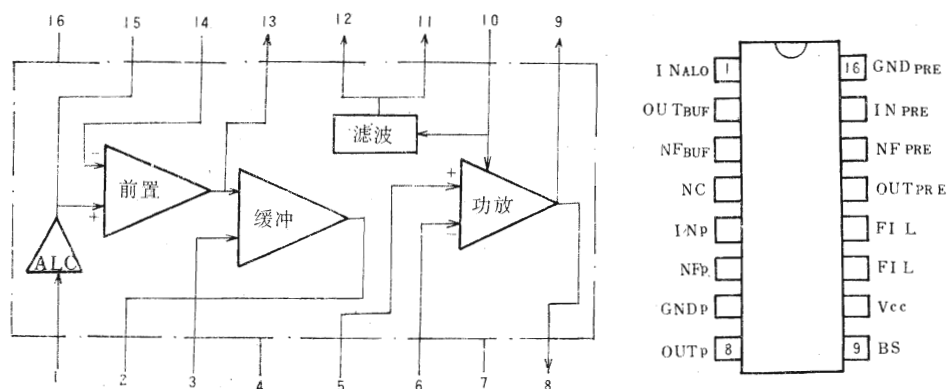 16 15 14 13 12 11 10 9
滤波
前置
缓冲
功放
ALC
- +
+ -
1 2 3 4 5 6 7 8
INALO 1 16 GNDPRE
OUTBUF INPRE
NFBUF NFPRE
NC OUTPRE
INP FIL
NFP. FIL
GNDP Vcc
OUTP 8 9 BS